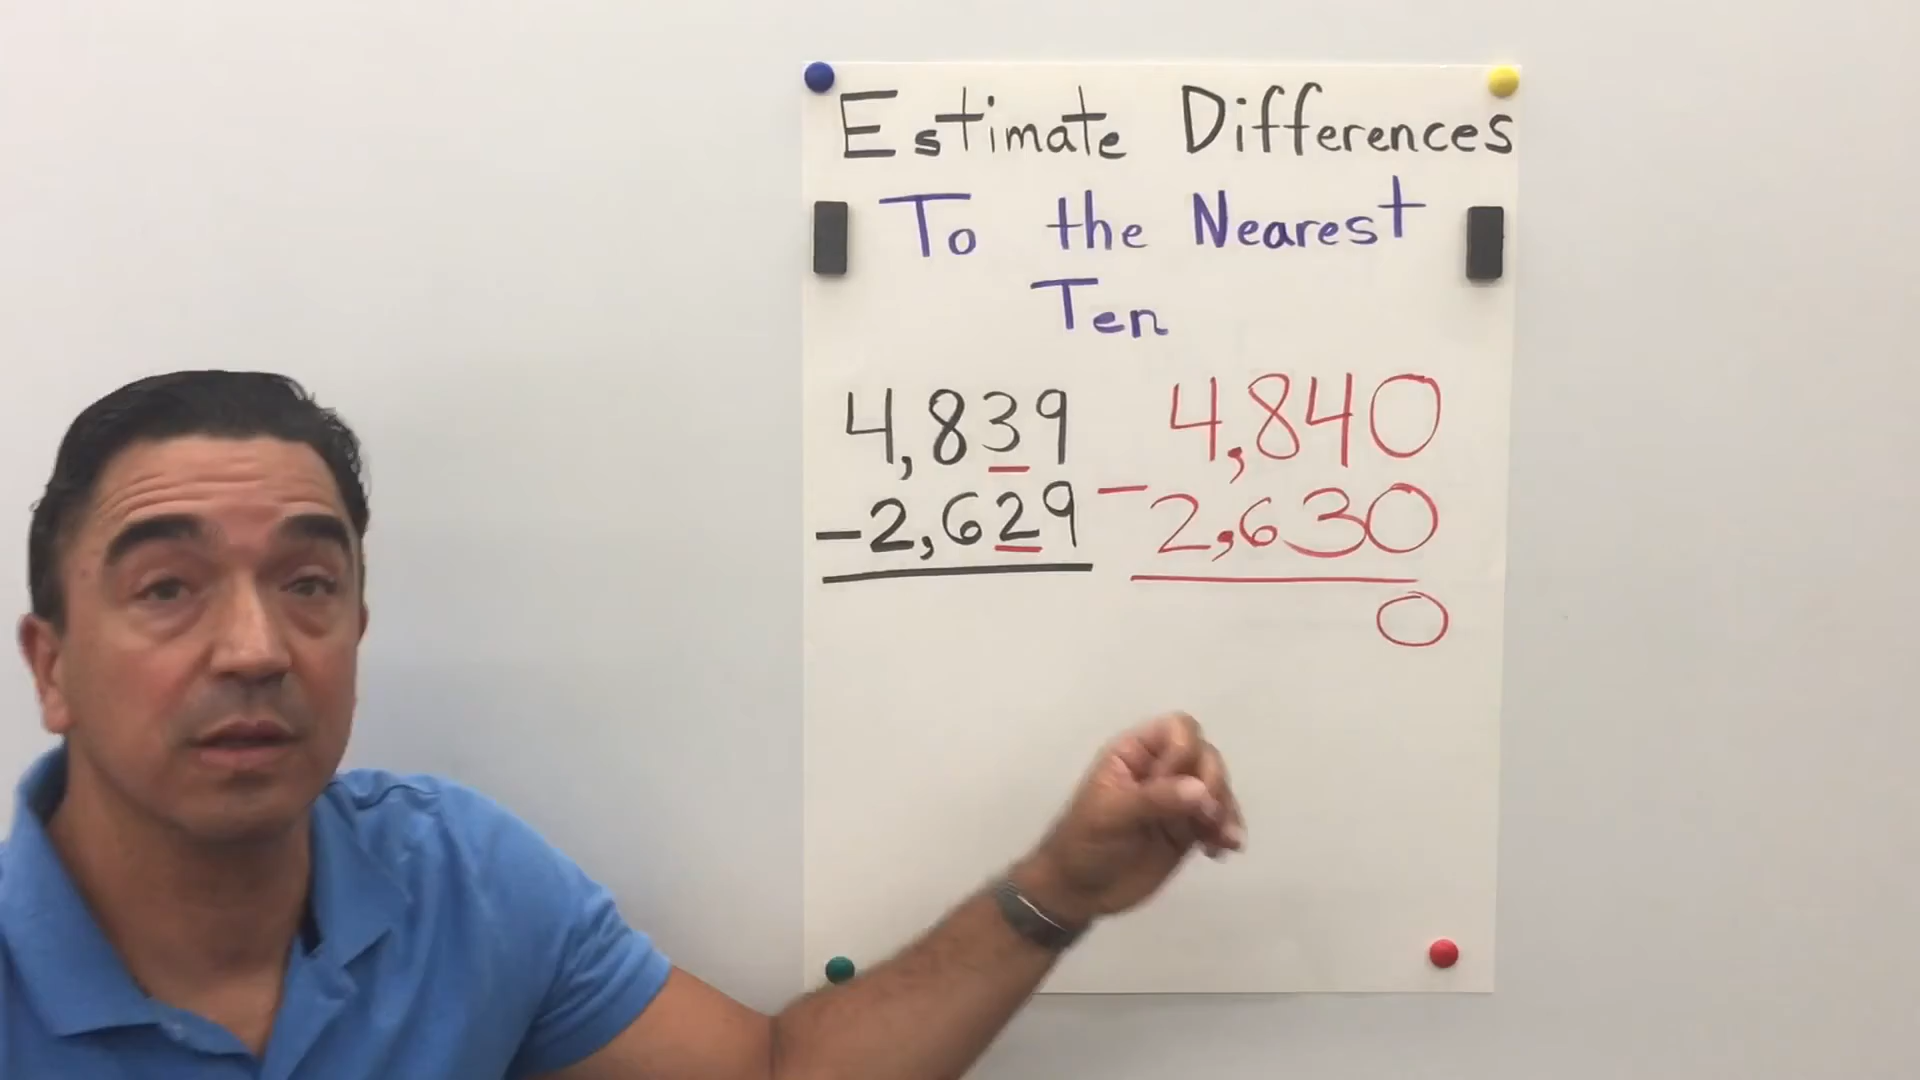 Estimate Differences
To the Nearest
Ten
4,839
-2,629
4,840
-2,630
0